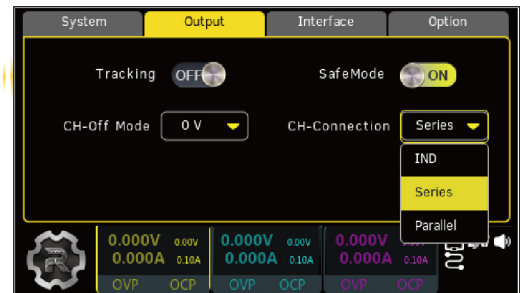 System Output Interface Option
Tracking OFF SafeMode ON
CH-Off Mode 0 V CH-Connection Series
IND
Series
Parallel
0.000V 0.00V 0.000V 0.00V 0.000V
0.000A 0.10A 0.000A 0.10A 0.000A 0.10A
OVP OCP OVP OCP OVP OCP
R